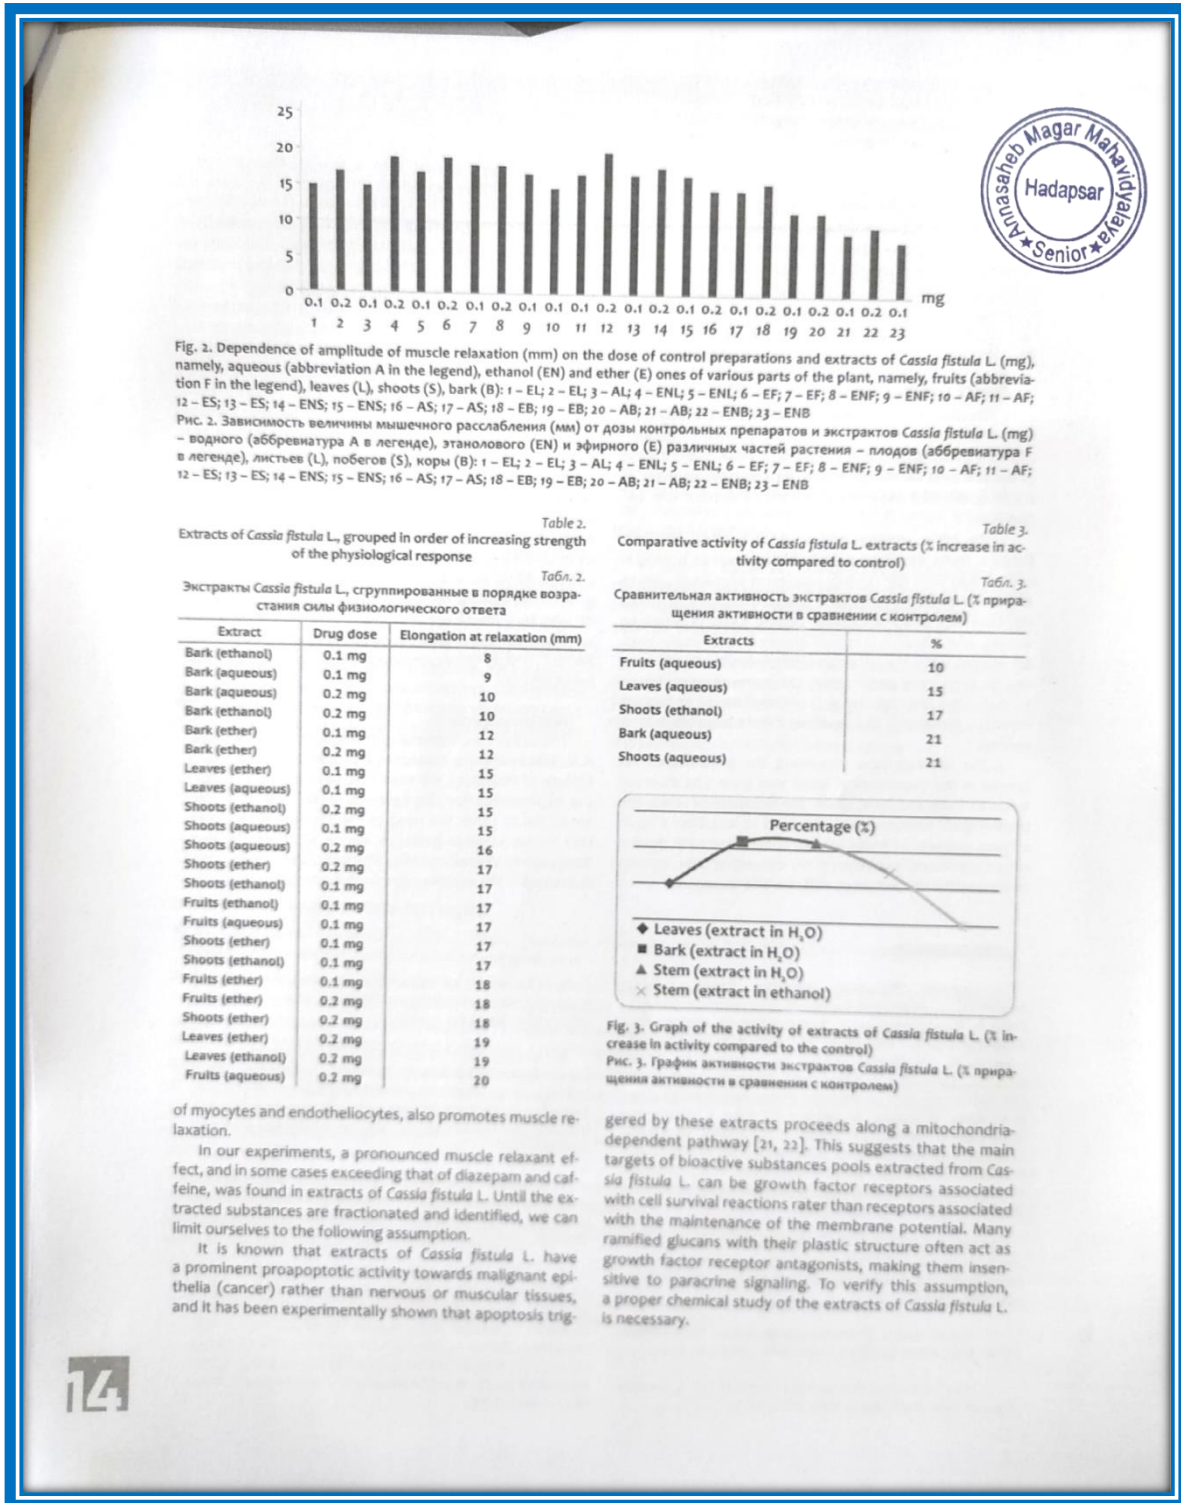 25
20
15
10
5
0
0.1 0.2 0.1 0.2 0.1 0.2 0.1 0.2 0.1 0.1 0.1 0.2 0.1 0.2 0.1 0.2 0.1 0.2 0.1 0.2 0.1 0.2 0.1 mg
1 2 3 4 5 6 7 8 9 10 11 12 13 14 15 16 17 18 19 20 21 22 23
Annasaheb Magar Mahavidyalaya
Hadapsar
★ Senior ★
Fig. 2. Dependence of amplitude of muscle relaxation (mm) on the dose of control preparations and extracts of Cassia fistula L. (mg),
namely, aqueous (abbreviation A in the legend), ethanol (EN) and ether (E) ones of various parts of the plant, namely, fruits (abbrevia-
tion F in the legend), leaves (L), shoots (S), bark (B): 1 – EL; 2 – EL; 3 – AL; 4 – ENL; 5 – ENL; 6 – EF; 7 – EF; 8 – ENF; 9 – ENF; 10 – AF; 11 – AF;
12 – ES; 13 – ES; 14 – ENS; 15 – ENS; 16 – AS; 17 – AS; 18 – EB; 19 – EB; 20 – AB; 21 – AB; 22 – ENB; 23 – ENB
Рис. 2. Зависимость величины мышечного расслабления (мм) от дозы контрольных препаратов и экстрактов Cassia fistula L. (mg)
– водного (аббревиатура A в легенде), этанолового (EN) и эфирного (E) различных частей растения – плодов (аббревиатура F
в легенде), листьев (L), побегов (S), коры (B): 1 – EL; 2 – EL; 3 – AL; 4 – ENL; 5 – ENL; 6 – EF; 7 – EF; 8 – ENF; 9 – ENF; 10 – AF; 11 – AF;
12 – ES; 13 – ES; 14 – ENS; 15 – ENS; 16 – AS; 17 – AS; 18 – EB; 19 – EB; 20 – AB; 21 – AB; 22 – ENB; 23 – ENB
Table 2.
Extracts of Cassia fistula L., grouped in order of increasing strength
of the physiological response
Табл. 2.
Экстракты Cassia fistula L., сгруппированные в порядке возра-
стания силы физиологического ответа
Extract Drug dose Elongation at relaxation (mm)
Bark (ethanol) 0.1 mg 8
Bark (aqueous) 0.1 mg 9
Bark (aqueous) 0.2 mg 10
Bark (ethanol) 0.2 mg 10
Bark (ether) 0.1 mg 12
Bark (ether) 0.2 mg 12
Leaves (ether) 0.1 mg 15
Leaves (aqueous) 0.1 mg 15
Shoots (ethanol) 0.2 mg 15
Shoots (aqueous) 0.1 mg 15
Shoots (aqueous) 0.2 mg 16
Shoots (ether) 0.2 mg 17
Shoots (ethanol) 0.1 mg 17
Fruits (ethanol) 0.1 mg 17
Fruits (aqueous) 0.1 mg 17
Shoots (ether) 0.1 mg 17
Shoots (ethanol) 0.1 mg 17
Fruits (ether) 0.1 mg 18
Fruits (ether) 0.2 mg 18
Shoots (ether) 0.2 mg 18
Leaves (ether) 0.2 mg 19
Leaves (ethanol) 0.2 mg 19
Fruits (aqueous) 0.2 mg 20
of myocytes and endotheliocytes, also promotes muscle re-
laxation.
In our experiments, a pronounced muscle relaxant ef-
fect, and in some cases exceeding that of diazepam and caf-
feine, was found in extracts of Cassia fistula L. Until the ex-
tracted substances are fractionated and identified, we can
limit ourselves to the following assumption.
It is known that extracts of Cassia fistula L. have
a prominent proapoptotic activity towards malignant epi-
thelia (cancer) rather than nervous or muscular tissues,
and it has been experimentally shown that apoptosis trig-
Table 3.
Comparative activity of Cassia fistula L. extracts (% increase in ac-
tivity compared to control)
Табл. 3.
Сравнительная активность экстрактов Cassia fistula L. (% прира-
щения активности в сравнении с контролем)
Extracts %
Fruits (aqueous) 10
Leaves (aqueous) 15
Shoots (ethanol) 17
Bark (aqueous) 21
Shoots (aqueous) 21
Percentage (%)
◆ Leaves (extract in H₂O)
■ Bark (extract in H₂O)
▲ Stem (extract in H₂O)
× Stem (extract in ethanol)
Fig. 3. Graph of the activity of extracts of Cassia fistula L. (% in-
crease in activity compared to the control)
Рис. 3. График активности экстрактов Cassia fistula L. (% прира-
щения активности в сравнении с контролем)
gered by these extracts proceeds along a mitochondria-
dependent pathway [21, 22]. This suggests that the main
targets of bioactive substances pools extracted from Cas-
sia fistula L. can be growth factor receptors associated
with cell survival reactions rater than receptors associated
with the maintenance of the membrane potential. Many
ramified glucans with their plastic structure often act as
growth factor receptor antagonists, making them insen-
sitive to paracrine signaling. To verify this assumption,
a proper chemical study of the extracts of Cassia fistula L.
is necessary.
14